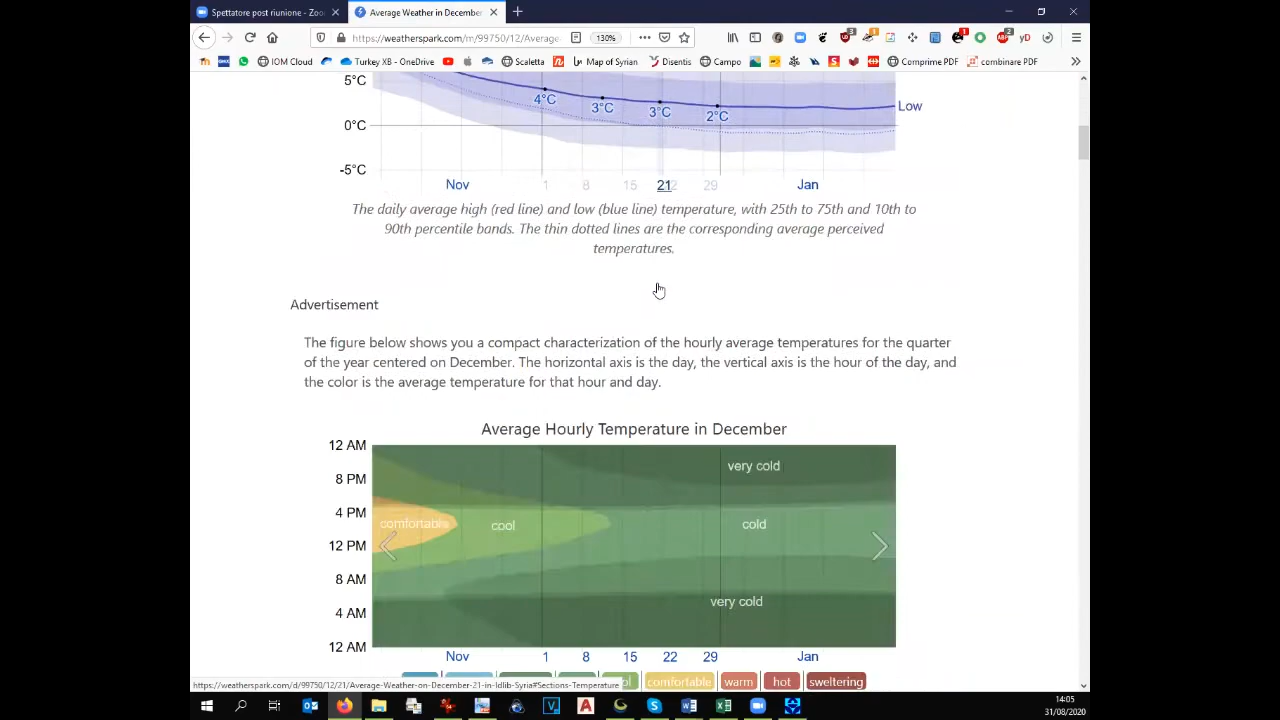 Spettatore post riunione - Zoo
Average Weather in December
https://weatherspark.com/m/99750/12/Average-
130%
IOM Cloud
Turkey XB - OneDrive
Scaletta
Map of Syrian
Disentis
Campo
Comprime PDF
combinare PDF
5°C
4°C
3°C
3°C
2°C
Low
0°C
-5°C
Nov 1 8 15 21 29 Jan
The daily average high (red line) and low (blue line) temperature, with 25th to 75th and 10th to
90th percentile bands. The thin dotted lines are the corresponding average perceived
temperatures.
Advertisement
The figure below shows you a compact characterization of the hourly average temperatures for the quarter
of the year centered on December. The horizontal axis is the day, the vertical axis is the hour of the day, and
the color is the average temperature for that hour and day.
Average Hourly Temperature in December
12 AM
very cold
8 PM
4 PM
comfortable
cool
cold
12 PM
8 AM
very cold
4 AM
12 AM
Nov 1 8 15 22 29 Jan
comfortable warm hot sweltering
https://weatherspark.com/d/99750/12/21/Average-Weather-on-December-21-in-Idlib-Syria#Sections-Temperature
14:05
31/08/2020